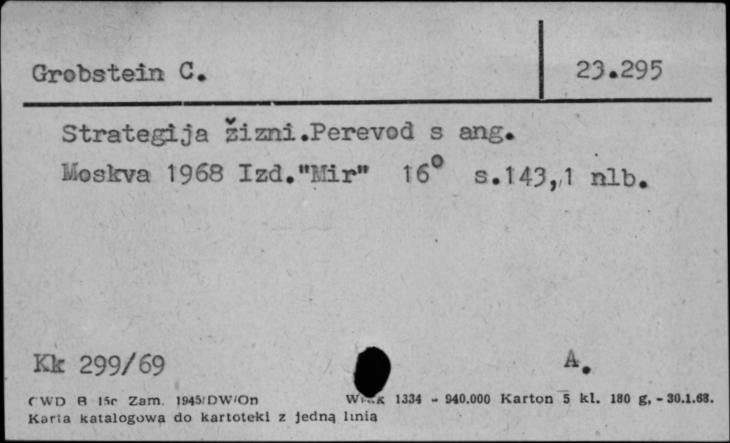 Grobstein C. 23.295
Strategija žizni.Perevod s ang.
Moskva 1968 Izd."Mir" 16° s.143,1 nlb.
Kk 299/69 A.
CWD B 15c Zam. 1945/DW/On 1334 - 940.000 Karton 5 kl. 180 g, - 30.1.68.
Karta katalogowa do kartoteki z jedną linią